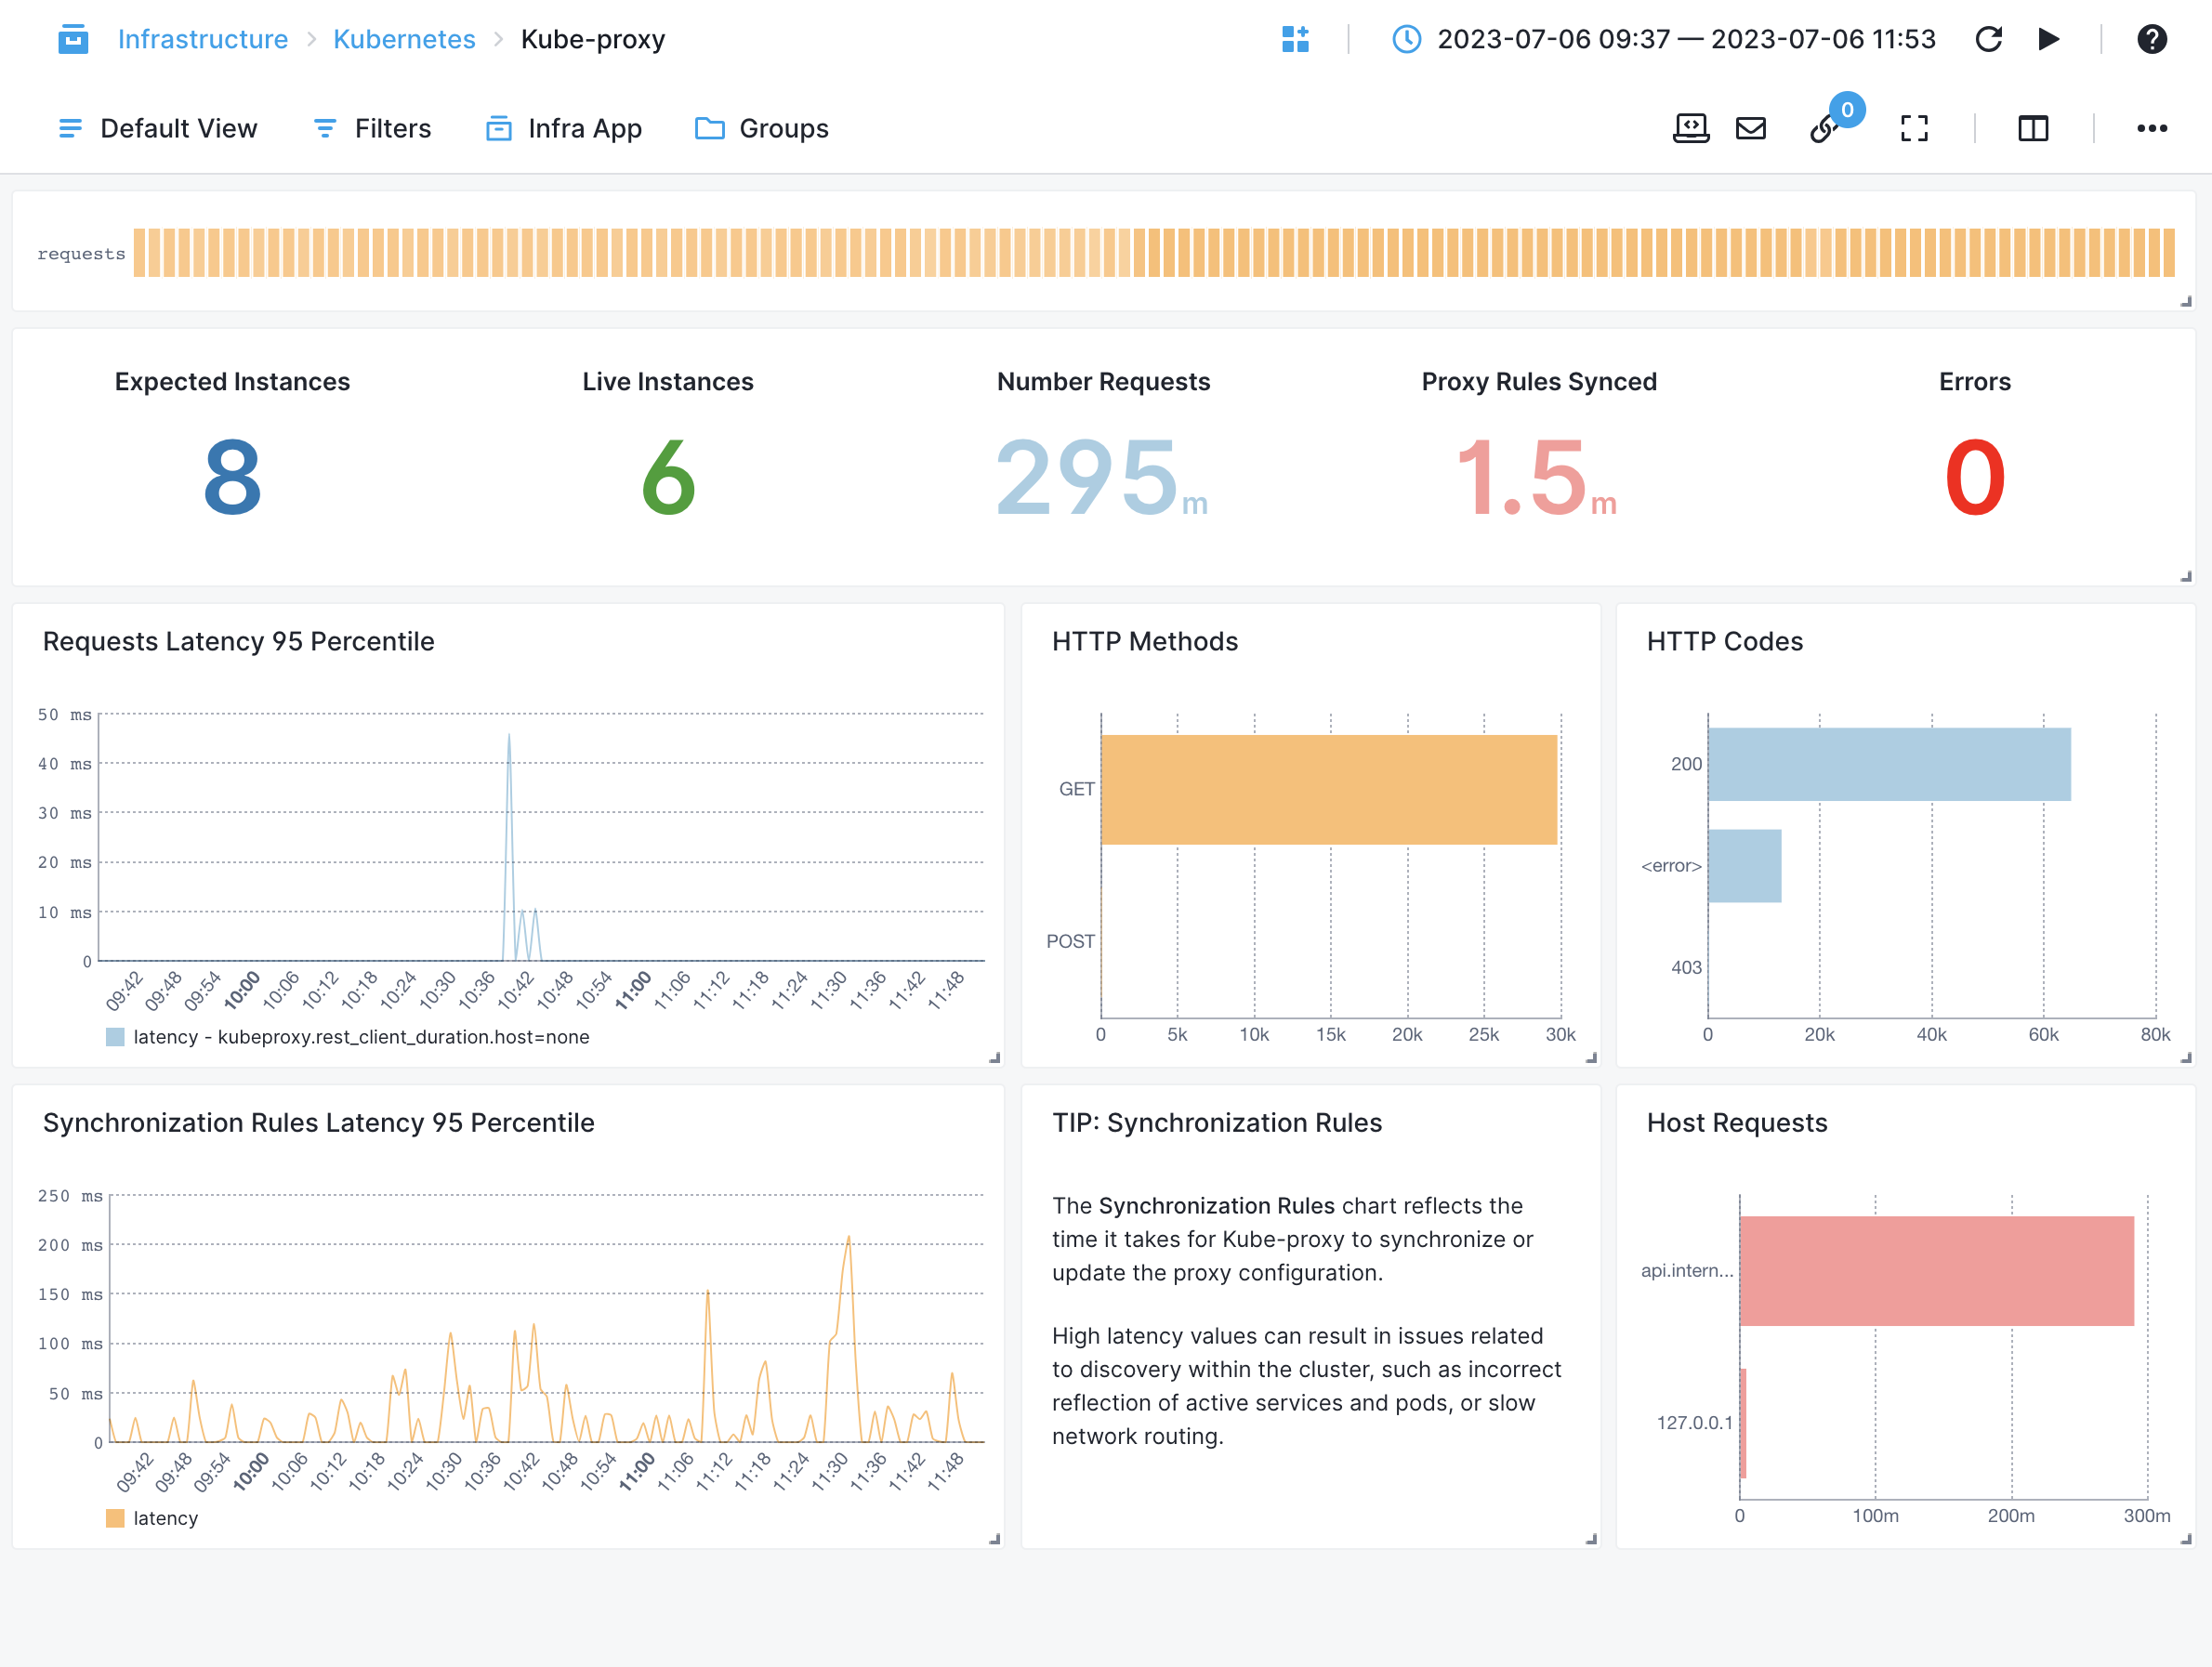 Infrastructure > Kubernetes > Kube-proxy
2023-07-06 09:37 — 2023-07-06 11:53
?
Default View Filters Infra App Groups
0
requests
Expected Instances Live Instances Number Requests Proxy Rules Synced Errors
8 6 295m 1.5m 0
Requests Latency 95 Percentile
50 ms
40 ms
30 ms
20 ms
10 ms
0
09:42 09:48 09:54 10:00 10:06 10:12 10:18 10:24 10:30 10:36 10:42 10:48 10:54 11:00 11:06 11:12 11:18 11:24 11:30 11:36 11:42 11:48
latency - kubeproxy.rest_client_duration.host=none
HTTP Methods
GET
POST
0 5k 10k 15k 20k 25k 30k
HTTP Codes
200
<error>
403
0 20k 40k 60k 80k
Synchronization Rules Latency 95 Percentile
250 ms
200 ms
150 ms
100 ms
50 ms
0
09:42 09:48 09:54 10:00 10:06 10:12 10:18 10:24 10:30 10:36 10:42 10:48 10:54 11:00 11:06 11:12 11:18 11:24 11:30 11:36 11:42 11:48
latency
TIP: Synchronization Rules
The Synchronization Rules chart reflects the
time it takes for Kube-proxy to synchronize or
update the proxy configuration.
High latency values can result in issues related
to discovery within the cluster, such as incorrect
reflection of active services and pods, or slow
network routing.
Host Requests
api.intern...
127.0.0.1
0 100m 200m 300m